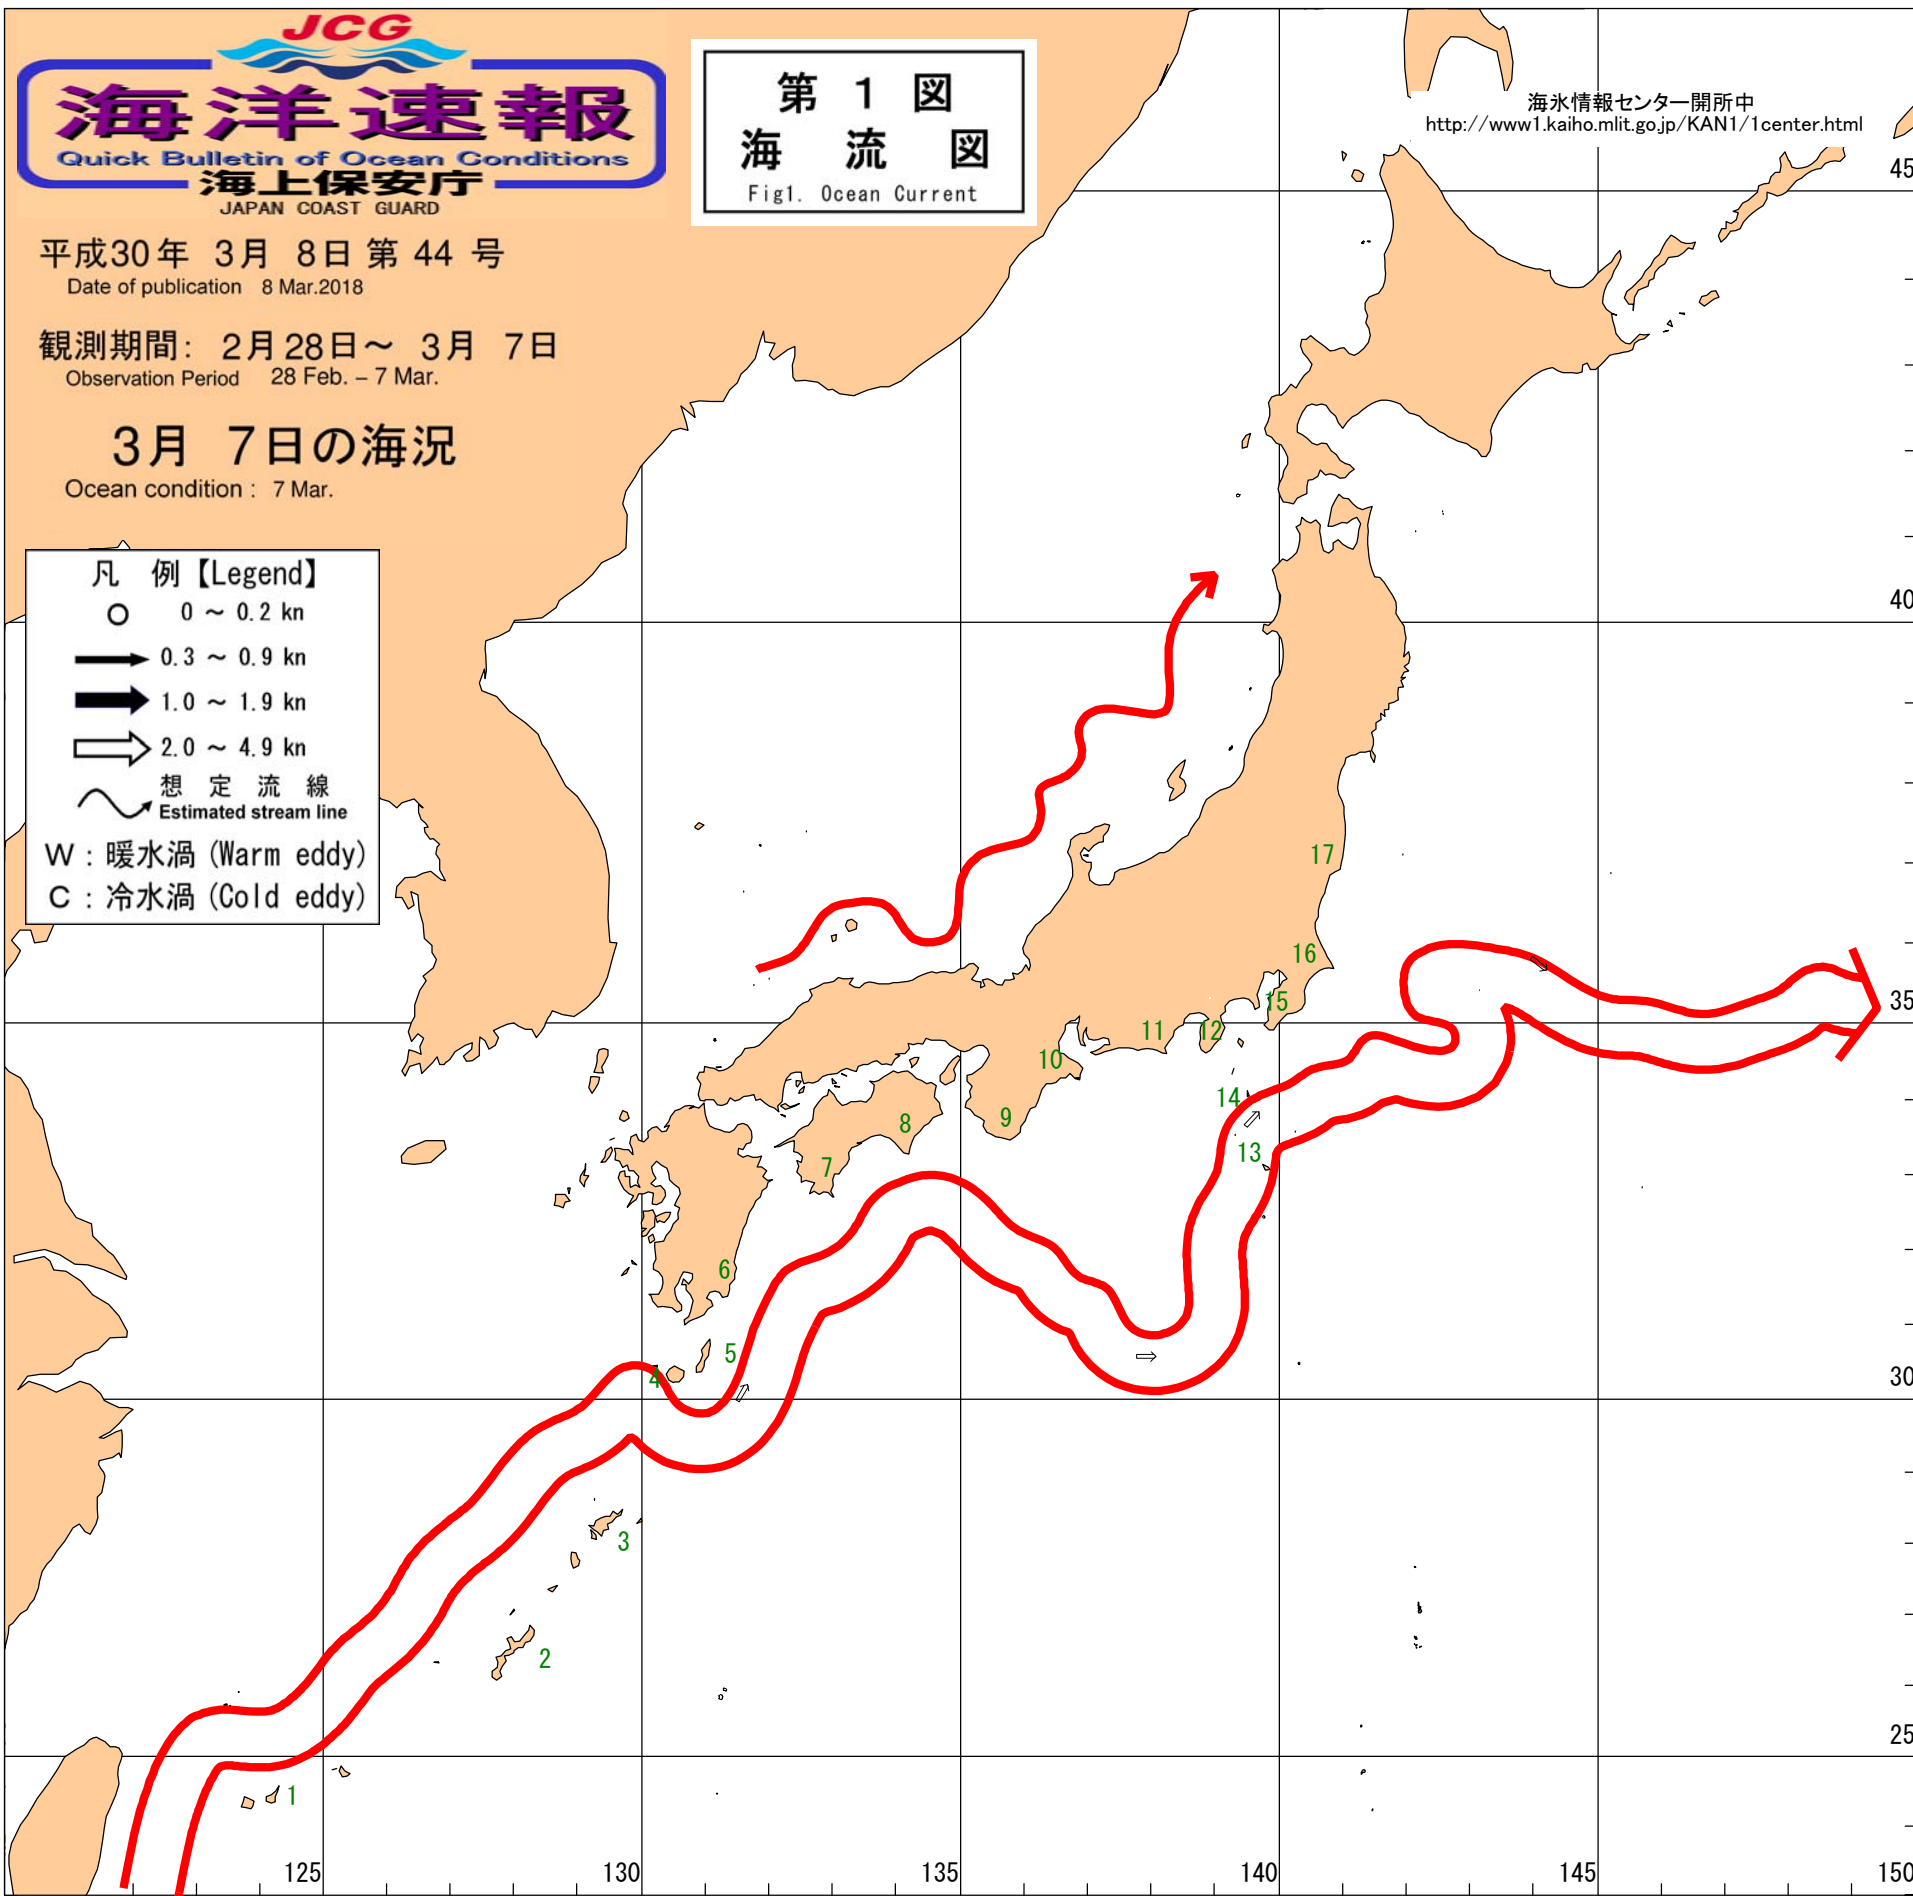 JCG
海洋速報
Quick Bulletin of Ocean Conditions
海上保安庁
JAPAN COAST GUARD
第 1 図
海 流 図
Fig1. Ocean Current
海氷情報センター開所中
http://www1.kaiho.mlit.go.jp/KAN1/1center.html
平成30年 3月 8日 第 44 号
Date of publication 8 Mar.2018
観測期間: 2月28日～ 3月 7日
Observation Period 28 Feb. – 7 Mar.
3月 7日の海況
Ocean condition : 7 Mar.
凡 例【Legend】
0 ～ 0.2 kn
0.3 ～ 0.9 kn
1.0 ～ 1.9 kn
2.0 ～ 4.9 kn
想 定 流 線
Estimated stream line
W : 暖水渦 (Warm eddy)
C : 冷水渦 (Cold eddy)
45
40
35
30
25
17
16
15
12
11
10
14
9
8
13
7
6
5
4
3
2
1
125
130
135
140
145
150